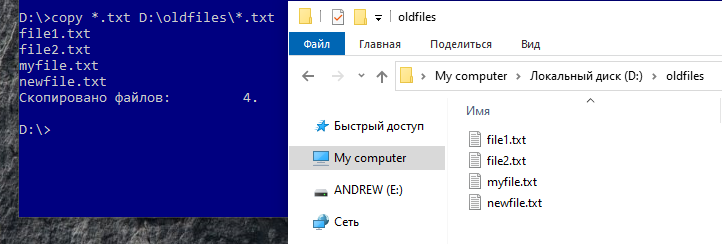 D:\>copy *.txt D:\oldfiles\*.txt
file1.txt
file2.txt
myfile.txt
newfile.txt
Скопировано файлов: 4.
D:\>
oldfiles
Файл Главная Поделиться Вид
My computer Локальный диск (D:) oldfiles
Быстрый доступ
My computer
ANDREW (E:)
Сеть
Имя
file1.txt
file2.txt
myfile.txt
newfile.txt